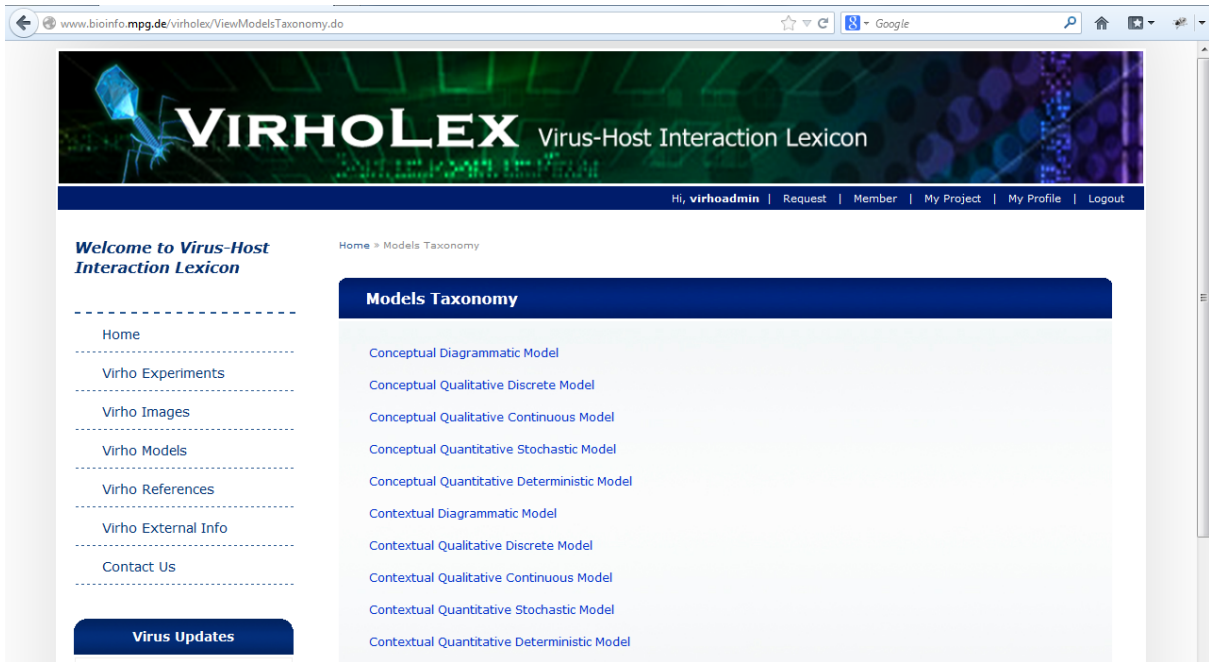 www.bioinfo.mpg.de/virholex/ViewModelsTaxonomy.do
Google
VIRHOLEX Virus-Host Interaction Lexicon
Hi, virhoadmin | Request | Member | My Project | My Profile | Logout
Welcome to Virus-Host
Interaction Lexicon
Home
Virho Experiments
Virho Images
Virho Models
Virho References
Virho External Info
Contact Us
Virus Updates
Home » Models Taxonomy
Models Taxonomy
Conceptual Diagrammatic Model
Conceptual Qualitative Discrete Model
Conceptual Qualitative Continuous Model
Conceptual Quantitative Stochastic Model
Conceptual Quantitative Deterministic Model
Contextual Diagrammatic Model
Contextual Qualitative Discrete Model
Contextual Qualitative Continuous Model
Contextual Quantitative Stochastic Model
Contextual Quantitative Deterministic Model